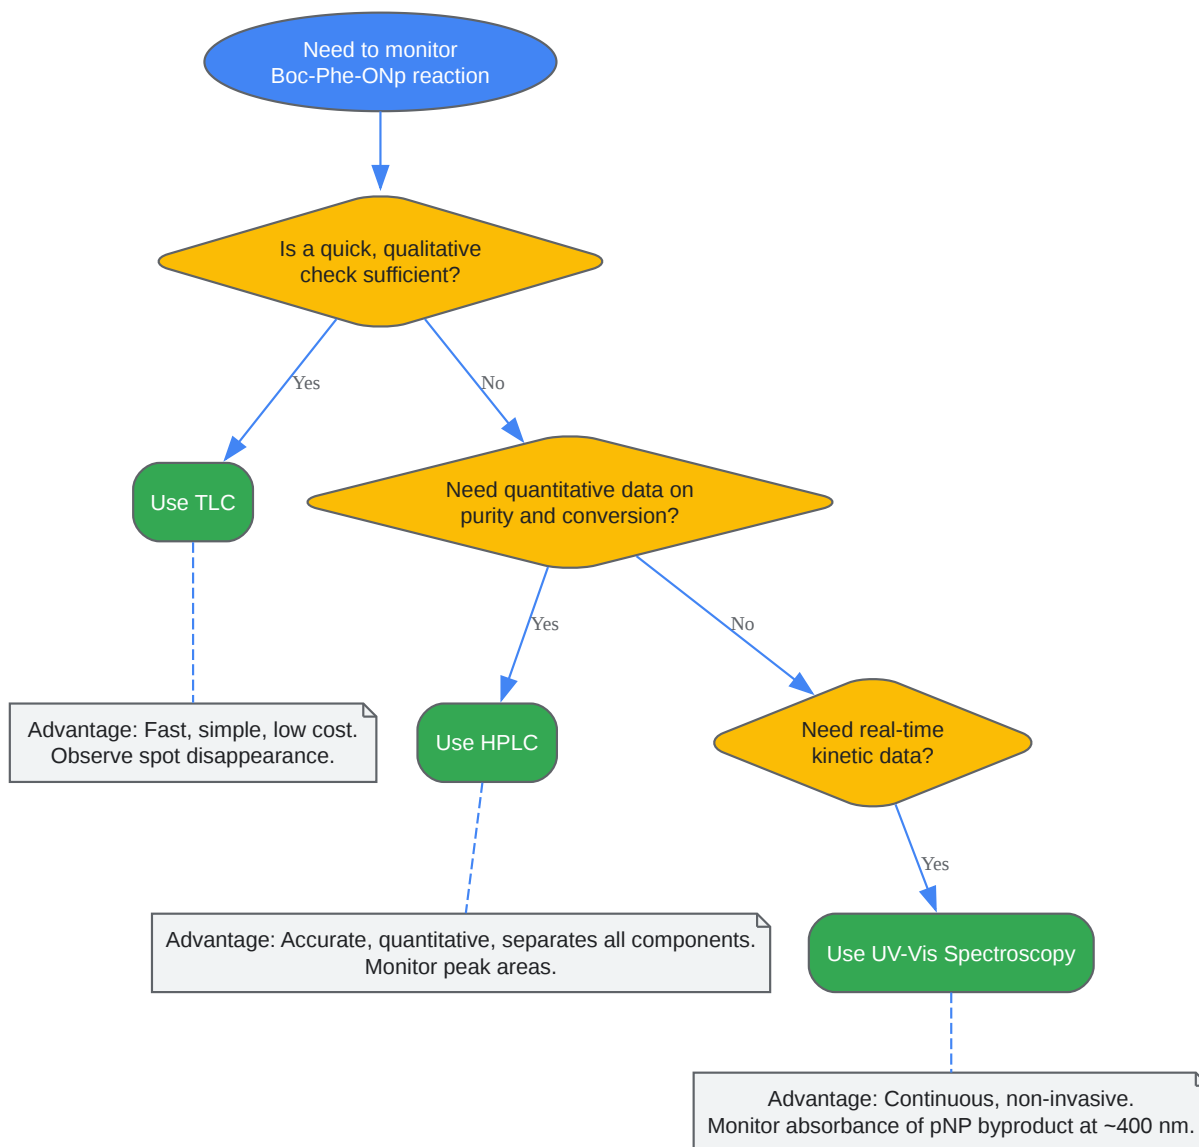 Need to monitor
Boc-Phe-ONp reaction
Is a quick, qualitative
check sufficient?
Yes
No
Use TLC
Need quantitative data on
purity and conversion?
Yes
No
Advantage: Fast, simple, low cost.
Observe spot disappearance.
Use HPLC
Need real-time
kinetic data?
Yes
Advantage: Accurate, quantitative, separates all components.
Monitor peak areas.
Use UV-Vis Spectroscopy
Advantage: Continuous, non-invasive.
Monitor absorbance of pNP byproduct at ~400 nm.